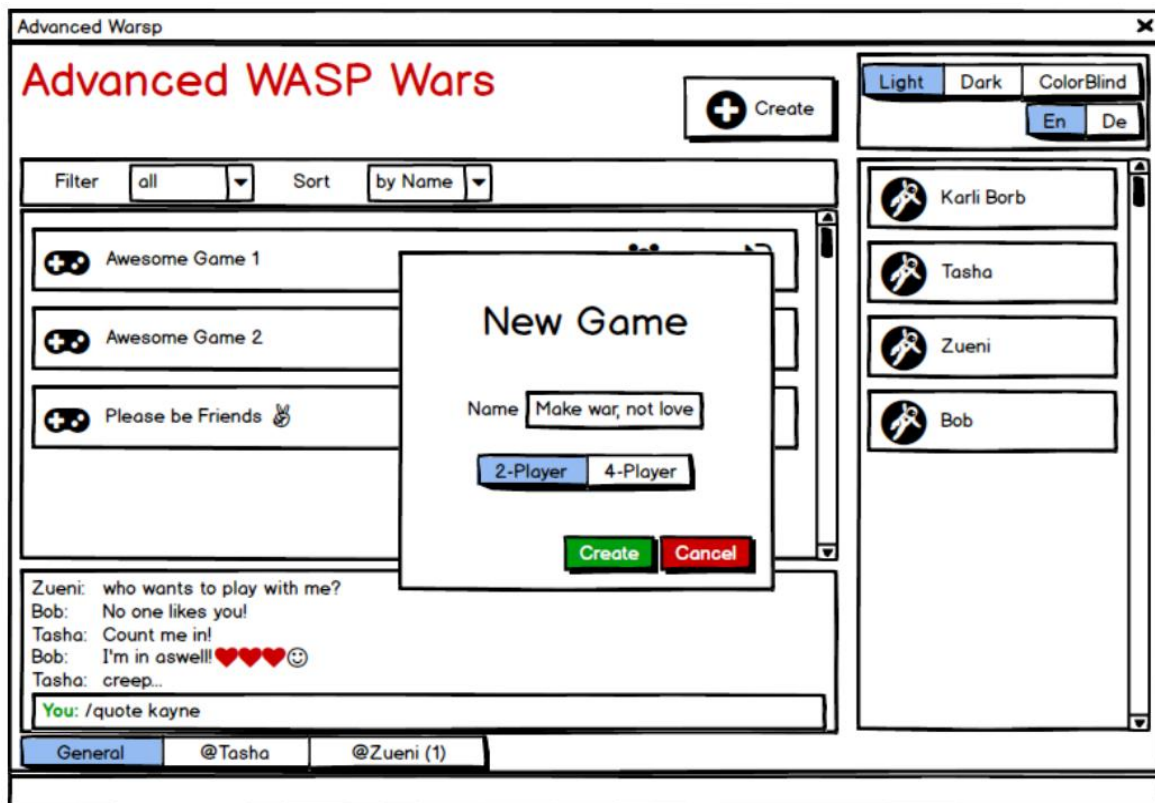 Advanced Warsp
Advanced WASP Wars
Create
Light Dark ColorBlind
En De
Filter all Sort by Name
Awesome Game 1
Awesome Game 2
Please be Friends ✌
New Game
Name Make war, not love
2-Player 4-Player
Create Cancel
Karli Borb
Tasha
Zueni
Bob
Zueni: who wants to play with me?
Bob: No one likes you!
Tasha: Count me in!
Bob: I'm in aswell!♥♥♥☺
Tasha: creep...
You: /quote kayne
General @Tasha @Zueni (1)